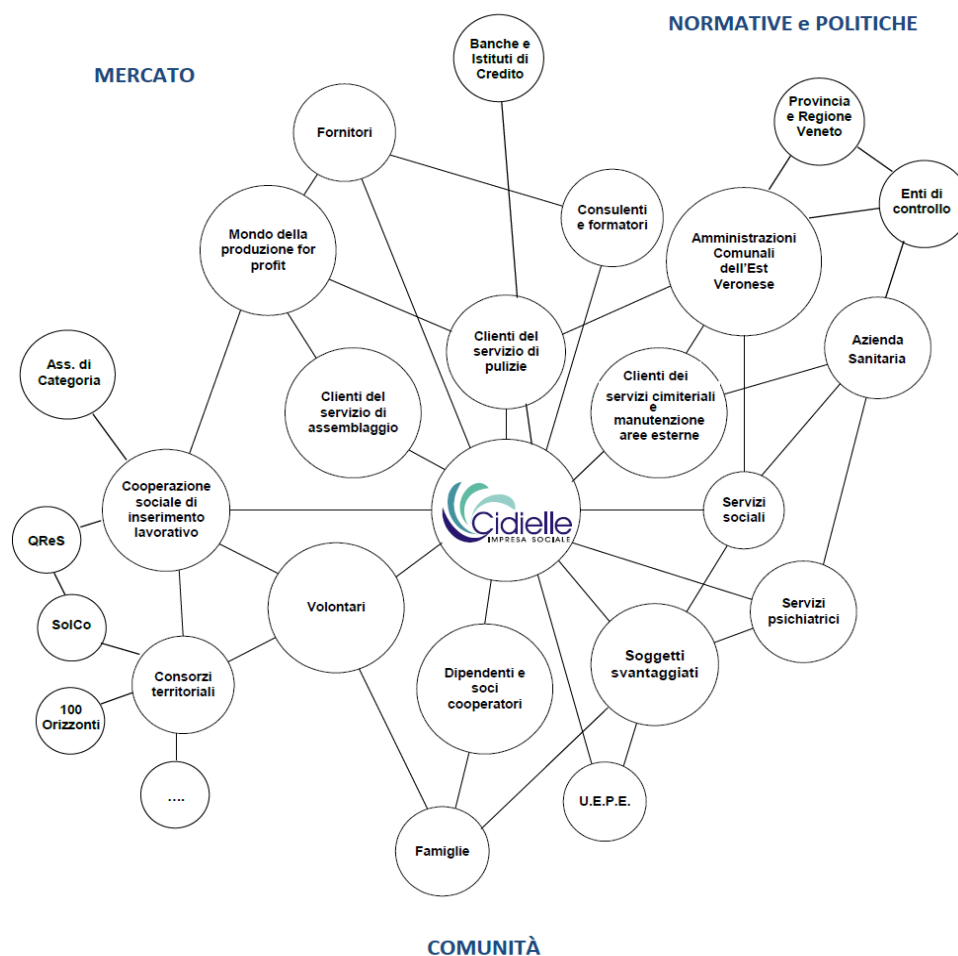 NORMATIVE e POLITICHE
MERCATO
Banche e
Istituti di
Credito
Provincia
e Regione
Veneto
Fornitori
Enti di
controllo
Consulenti
e formatori
Mondo della
produzione for
profit
Amministrazioni
Comunali
dell'Est
Veronese
Clienti del
servizio di
pulizie
Azienda
Sanitaria
Ass. di
Categoria
Clienti del
servizio di
assemblaggio
Clienti dei
servizi cimiteriali
e
manutenzione
aree esterne
Cooperazione
sociale di
inserimento
lavorativo
Cidielle
IMPRESA SOCIALE
Servizi
sociali
QReS
Volontari
Servizi
psichiatrici
SolCo
Soggetti
svantaggiati
Consorzi
territoriali
Dipendenti e
soci
cooperatori
100
Orizzonti
....
U.E.P.E.
Famiglie
COMUNITÀ